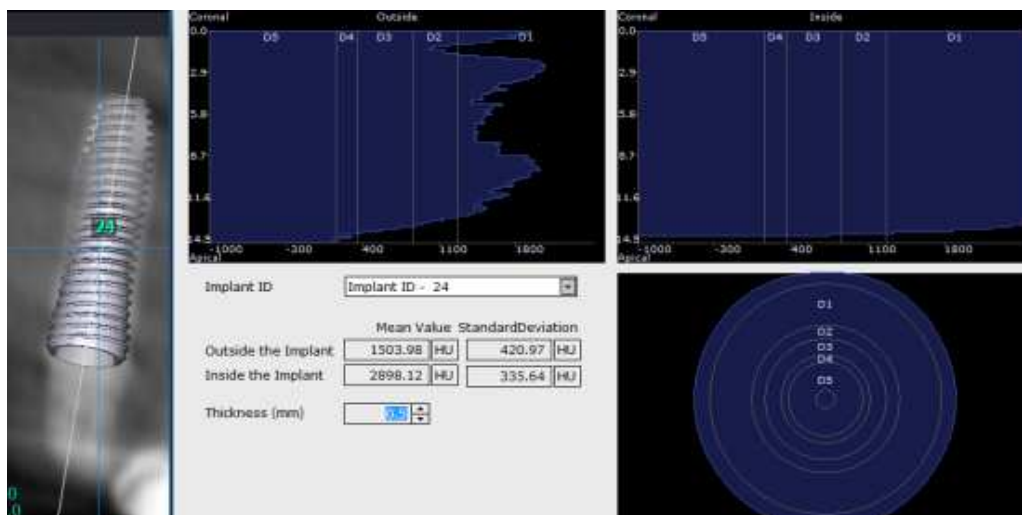 Coronal Outside
D5 D4 D3 D2 D1
0.0
2.9
5.8
8.7
11.6
14.5
-1000 -300 400 1100 1800
Apical
Coronal Inside
D5 D4 D3 D2 D1
0.0
2.9
5.8
8.7
11.6
14.5
-1000 -300 400 1100 1800
Apical
24
0
0
Implant ID Implant ID - 24
Mean Value StandardDeviation
Outside the Implant 1503.98 HU 420.97 HU
Inside the Implant 2898.12 HU 335.64 HU
Thickness (mm) 0.5
D1
D2
D3
D4
D5